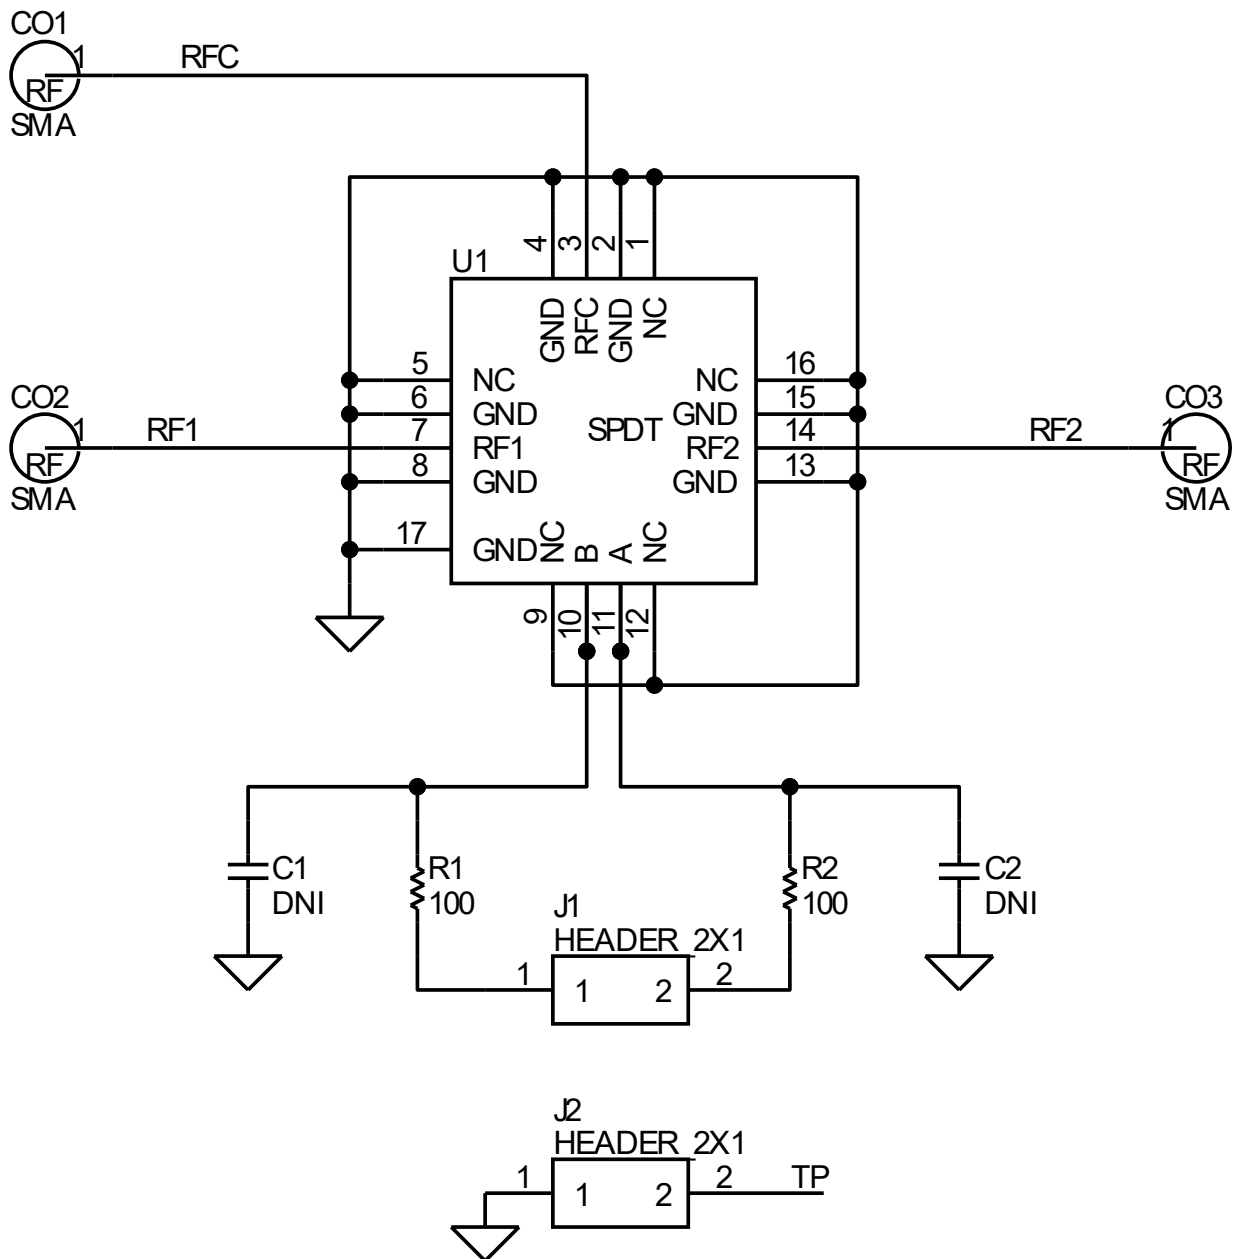 CO1
1
RFC
RF
SMA
4
3
2
1
U1
GND
RFC
GND
NC
5
NC
6
GND
7
RF1
8
GND
17
GND
SPDT
NC
16
GND
15
RF2
14
GND
13
CO2
1
RF1
RF
SMA
RF2
CO3
1
RF
SMA
NC
B
A
NC
9
10
11
12
C1
DNI
R1
100
R2
100
C2
DNI
J1
HEADER_2X1
1
1
2
2
J2
HEADER_2X1
1
1
2
2
TP